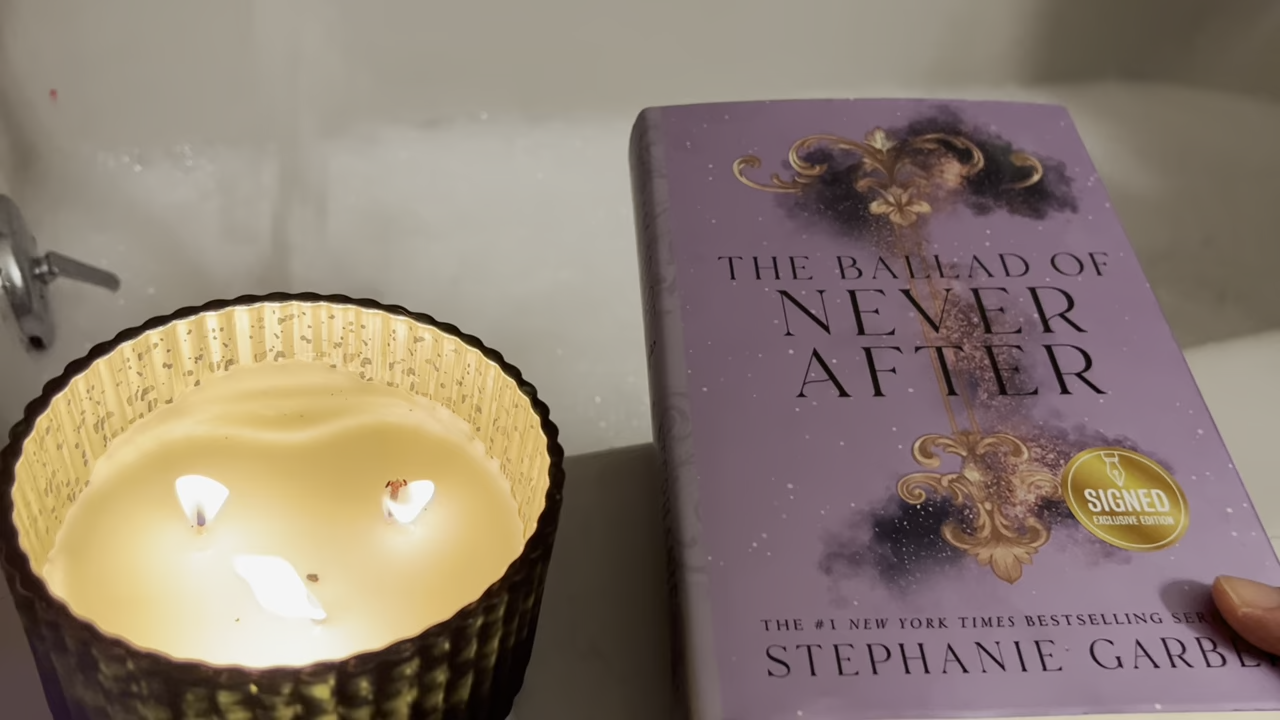 THE BALLAD OF
NEVER
AFTER
SIGNED
EXCLUSIVE EDITION
THE #1 NEW YORK TIMES BESTSELLING
STEPHANIE